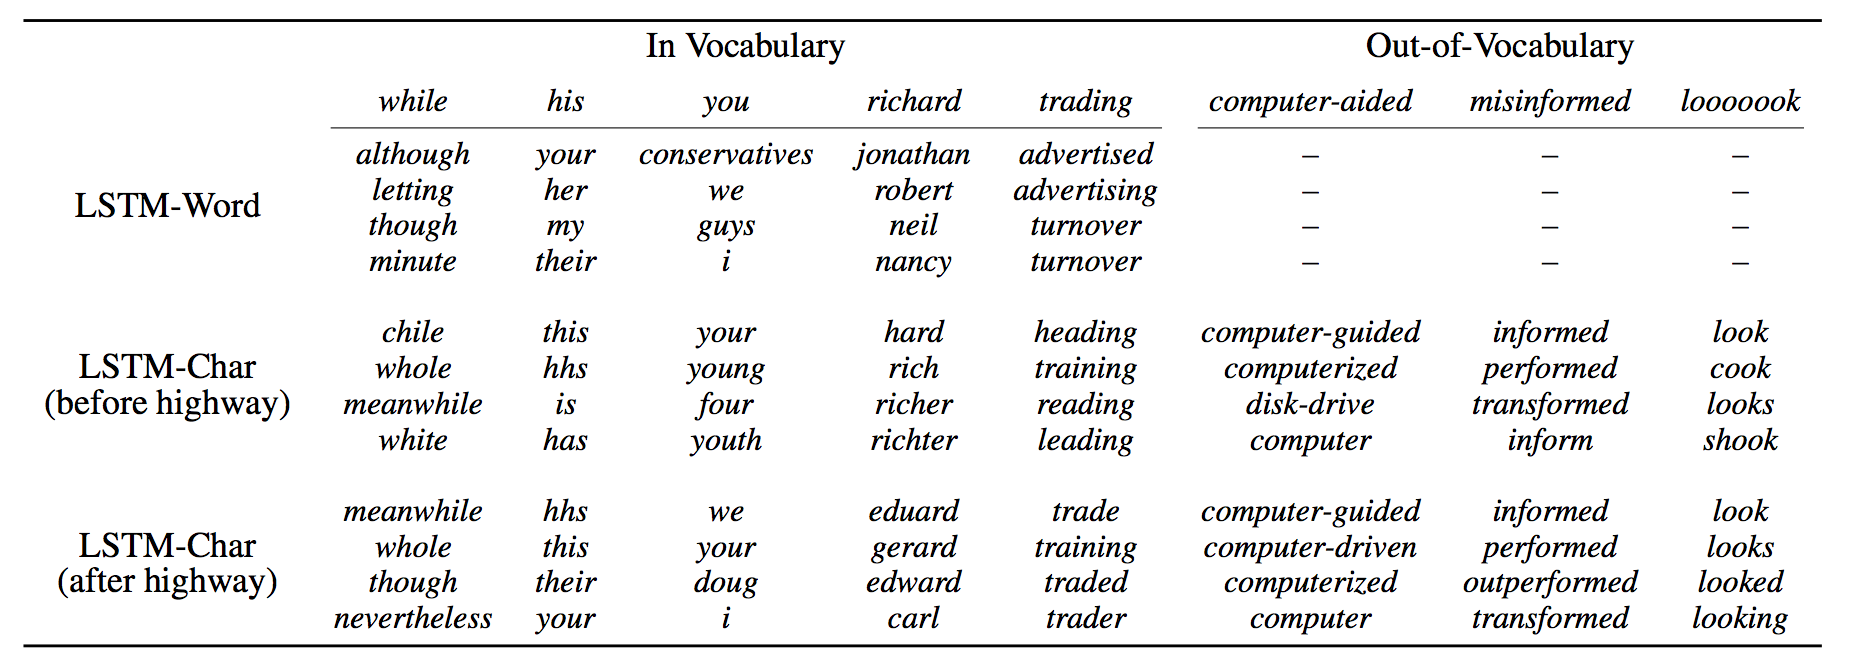 In Vocabulary Out-of-Vocabulary
while his you richard trading computer-aided misinformed looooook
although your conservatives jonathan advertised – – –
letting her we robert advertising – – –
LSTM-Word
though my guys neil turnover – – –
minute their i nancy turnover – – –
chile this your hard heading computer-guided informed look
LSTM-Char whole hhs young rich training computerized performed cook
(before highway) meanwhile is four richer reading disk-drive transformed looks
white has youth richter leading computer inform shook
meanwhile hhs we eduard trade computer-guided informed look
LSTM-Char whole this your gerard training computer-driven performed looks
(after highway) though their doug edward traded computerized outperformed looked
nevertheless your i carl trader computer transformed looking